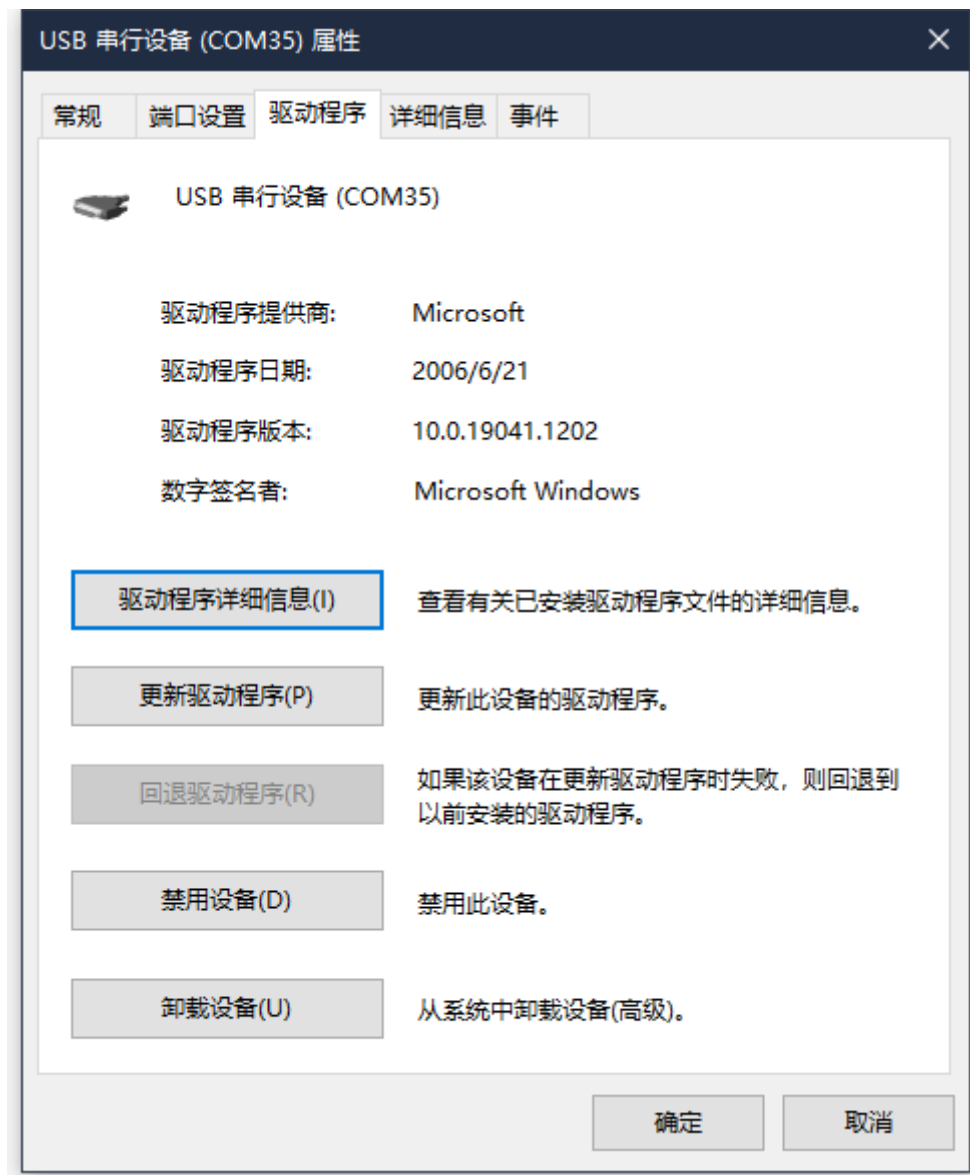 USB 串行设备 (COM35) 属性
常规 端口设置 驱动程序 详细信息 事件
USB 串行设备 (COM35)
驱动程序提供商: Microsoft
驱动程序日期: 2006/6/21
驱动程序版本: 10.0.19041.1202
数字签名者: Microsoft Windows
驱动程序详细信息(I) 查看有关已安装驱动程序文件的详细信息。
更新驱动程序(P) 更新此设备的驱动程序。
回退驱动程序(R) 如果该设备在更新驱动程序时失败，则回退到
以前安装的驱动程序。
禁用设备(D) 禁用此设备。
卸载设备(U) 从系统中卸载设备(高级)。
确定 取消